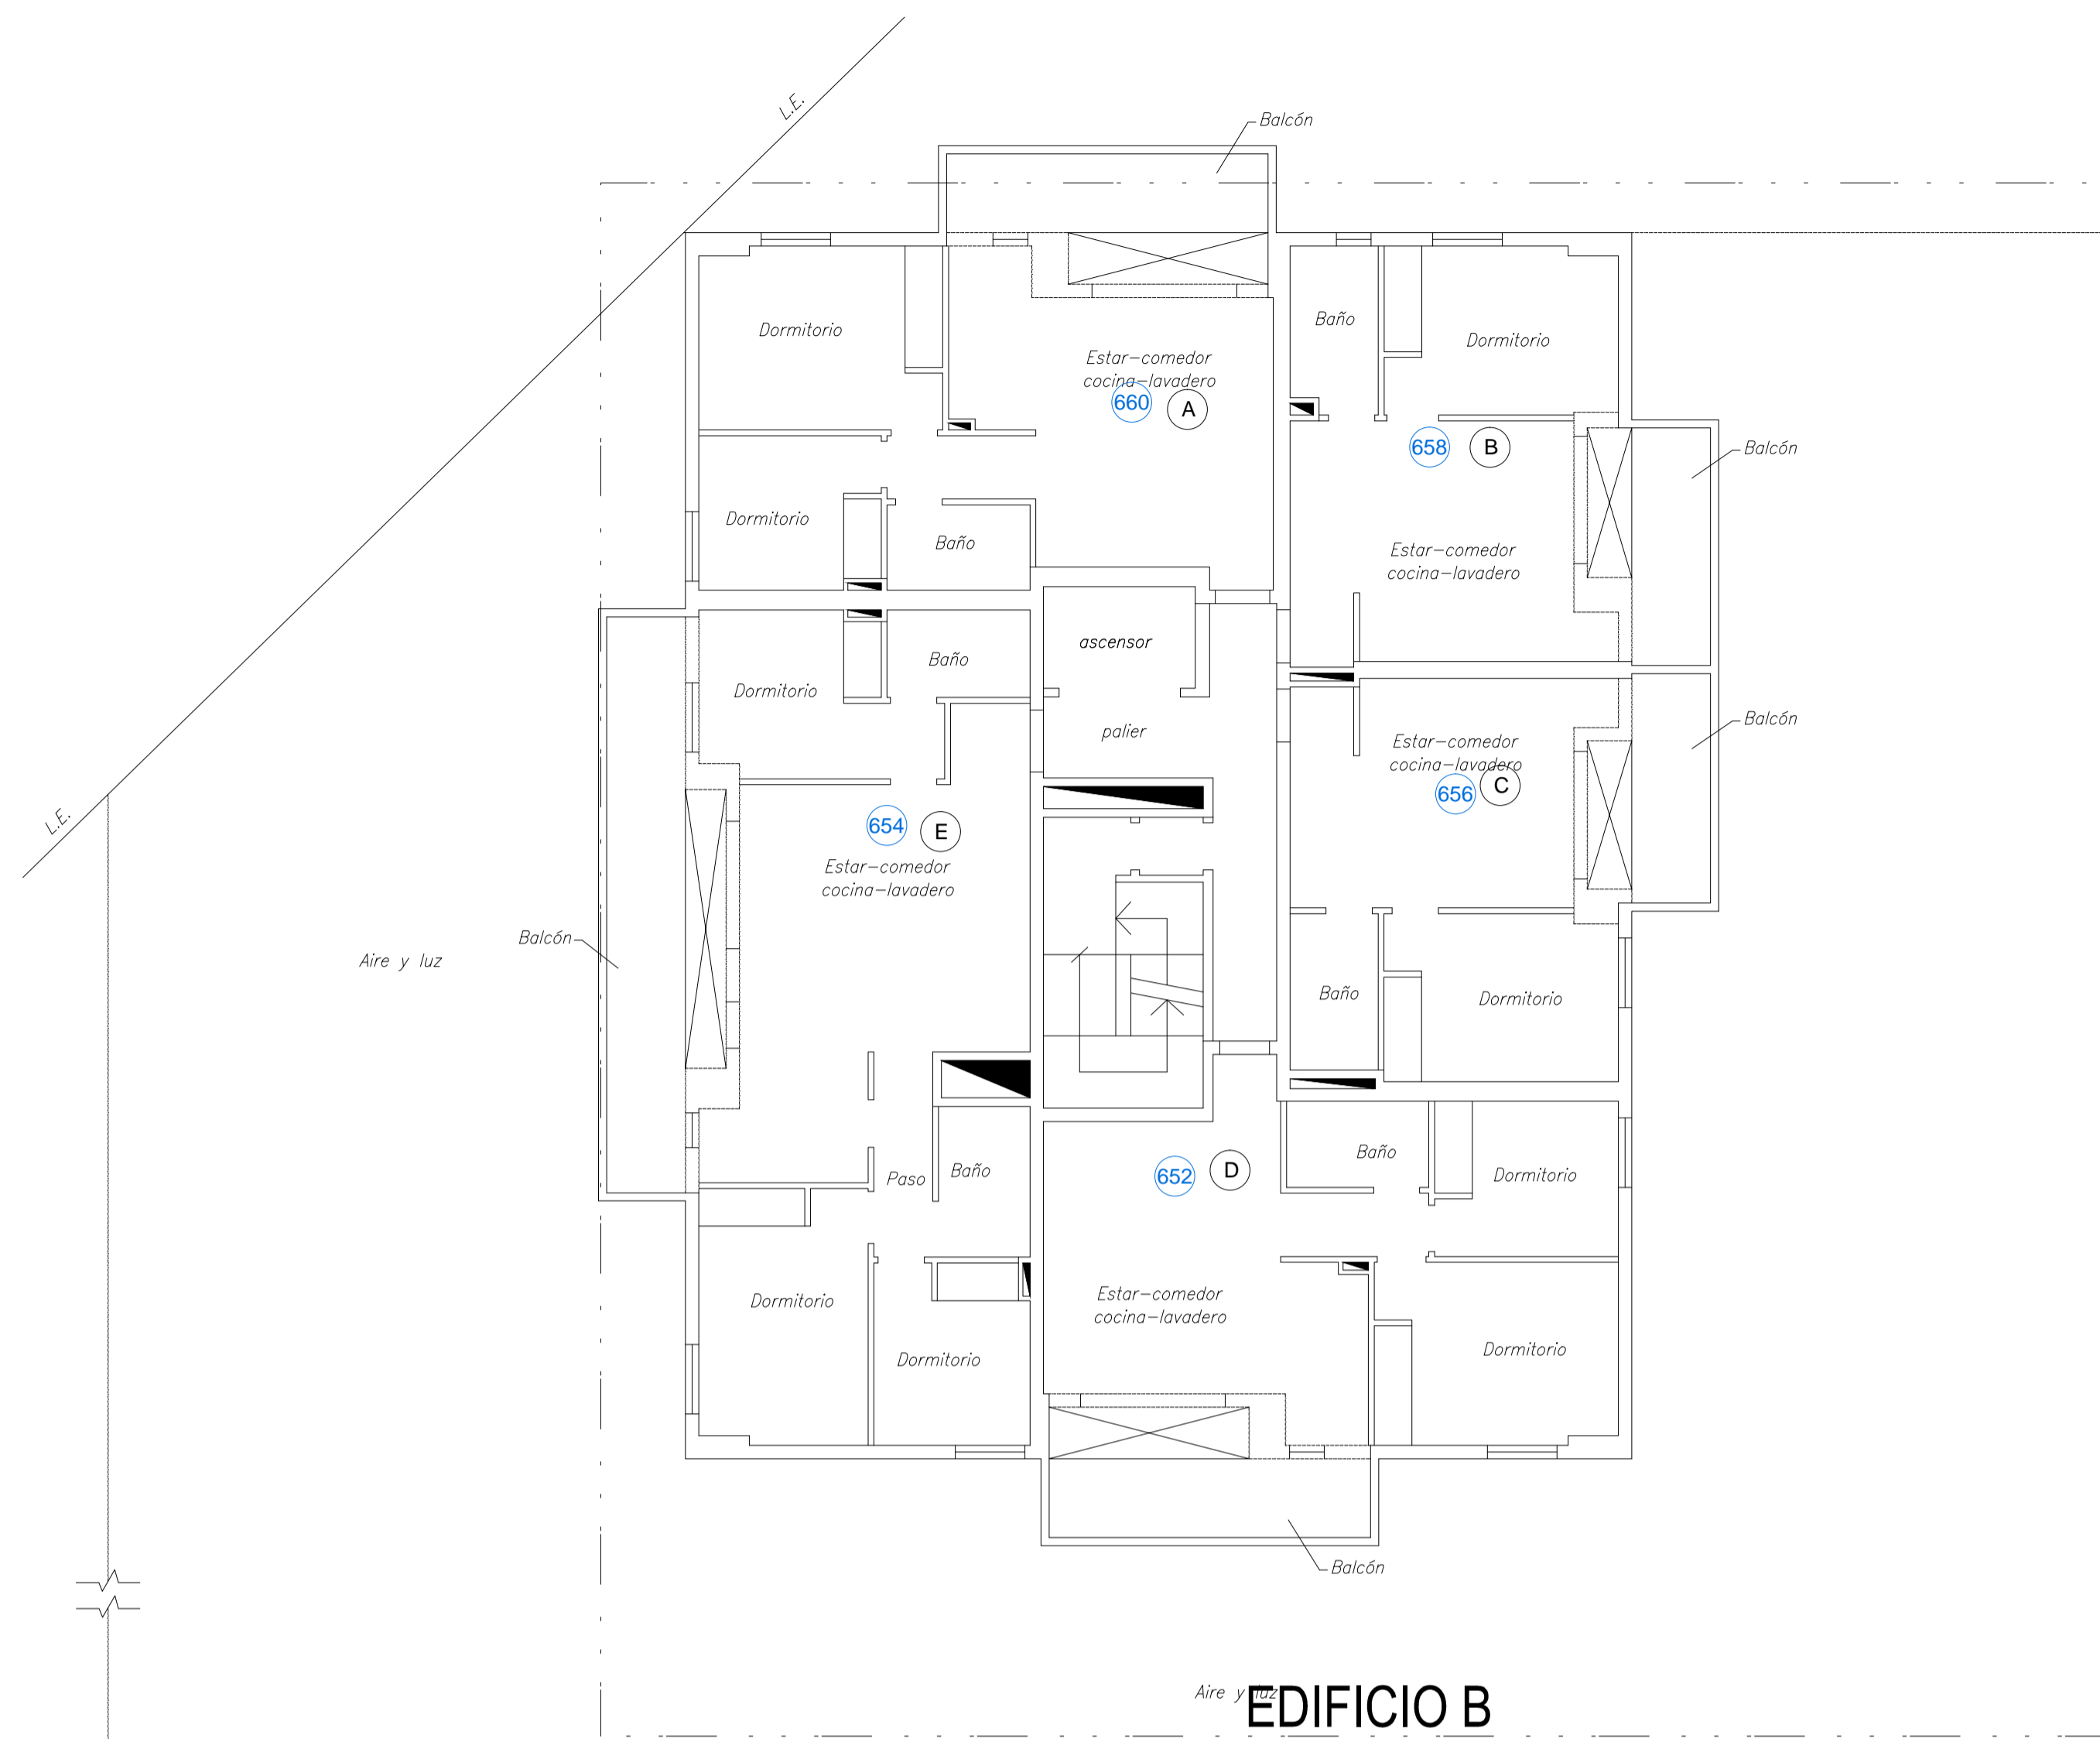 L.E.
Balcón
Dormitorio
Estar-comedor
cocina-lavadero
660
A
Baño
Dormitorio
658
B
Balcón
Dormitorio
Baño
Estar-comedor
cocina-lavadero
ascensor
Baño
Dormitorio
palier
Estar-comedor
cocina-lavadero
656
C
Balcón
L.E.
654
E
Estar-comedor
cocina-lavadero
Balcón
Aire y luz
Baño
Dormitorio
Paso
Baño
652
D
Baño
Dormitorio
Dormitorio
Estar-comedor
cocina-lavadero
Dormitorio
Dormitorio
Balcón
Aire y luz
EDIFICIO B